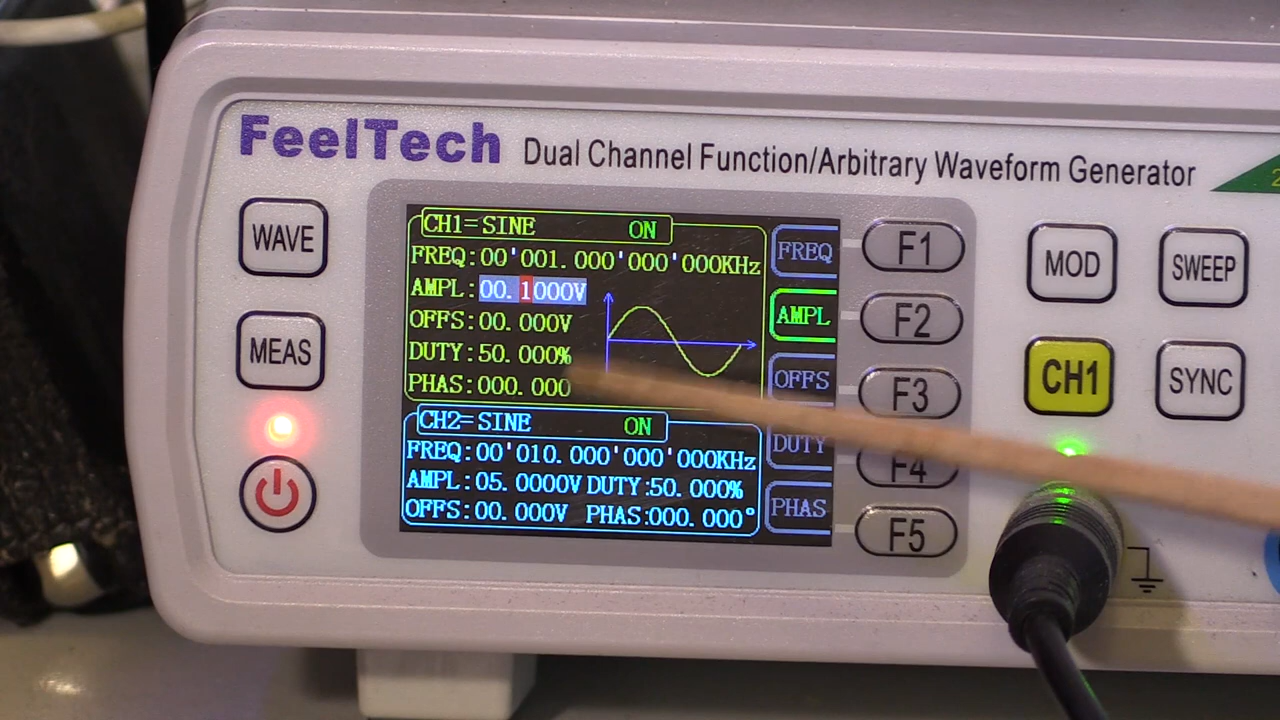 FeelTech Dual Channel Function/Arbitrary Waveform Generator
WAVE
MEAS
CH1=SINE ON
FREQ:00'001.000'000'000KHz
AMPL:00.1000V
OFFS:00.000V
DUTY:50.000%
PHAS:000.000
CH2=SINE ON
FREQ:00'010.000'000'000KHz
AMPL:05.0000V DUTY:50.000%
OFFS:00.000V PHAS:000.000°
FREQ
AMPL
OFFS
DUTY
PHAS
F1
F2
F3
F4
F5
MOD
SWEEP
CH1
SYNC
2